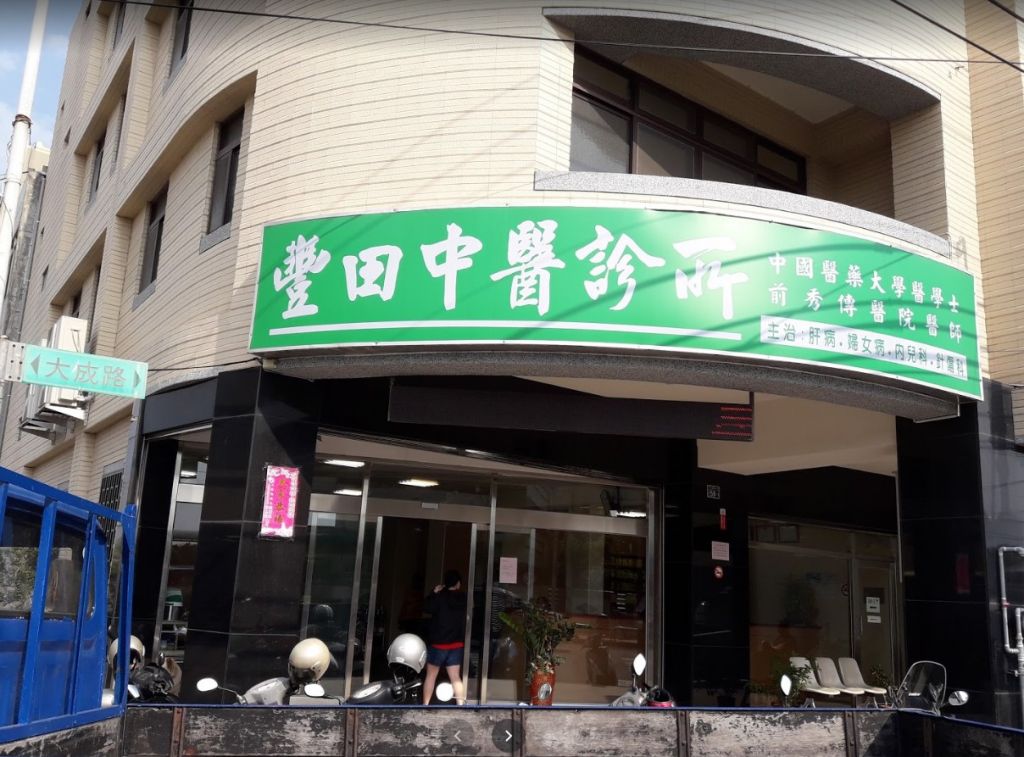 豐田中醫診所
中國醫藥大學醫學士
前秀傳醫院醫師
主治：肝病．婦女病．內兒科．針傷科
大成路